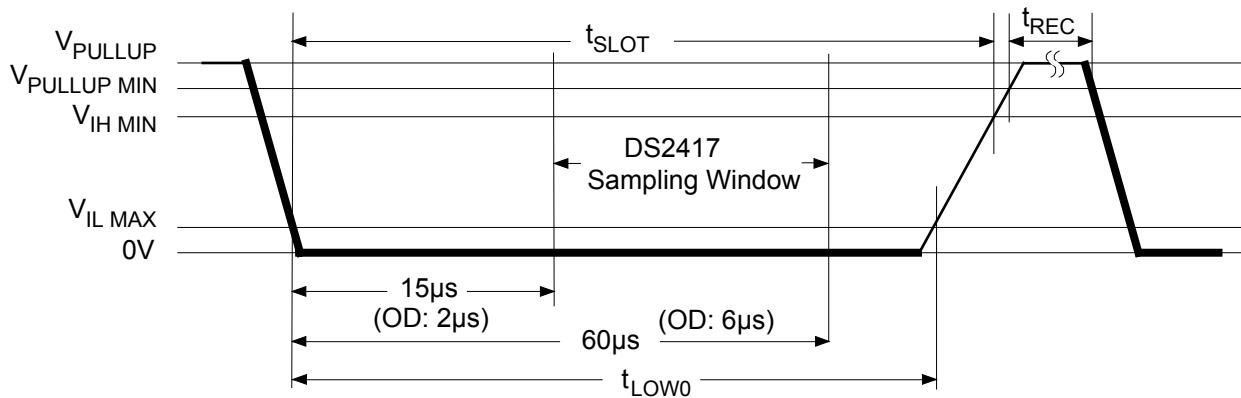 t_SLOT
t_REC
V_PULLUP
V_PULLUP MIN
V_IH MIN
DS2417
Sampling Window
V_IL MAX
0V
15µs
(OD: 2µs)
(OD: 6µs)
60µs
t_LOW0